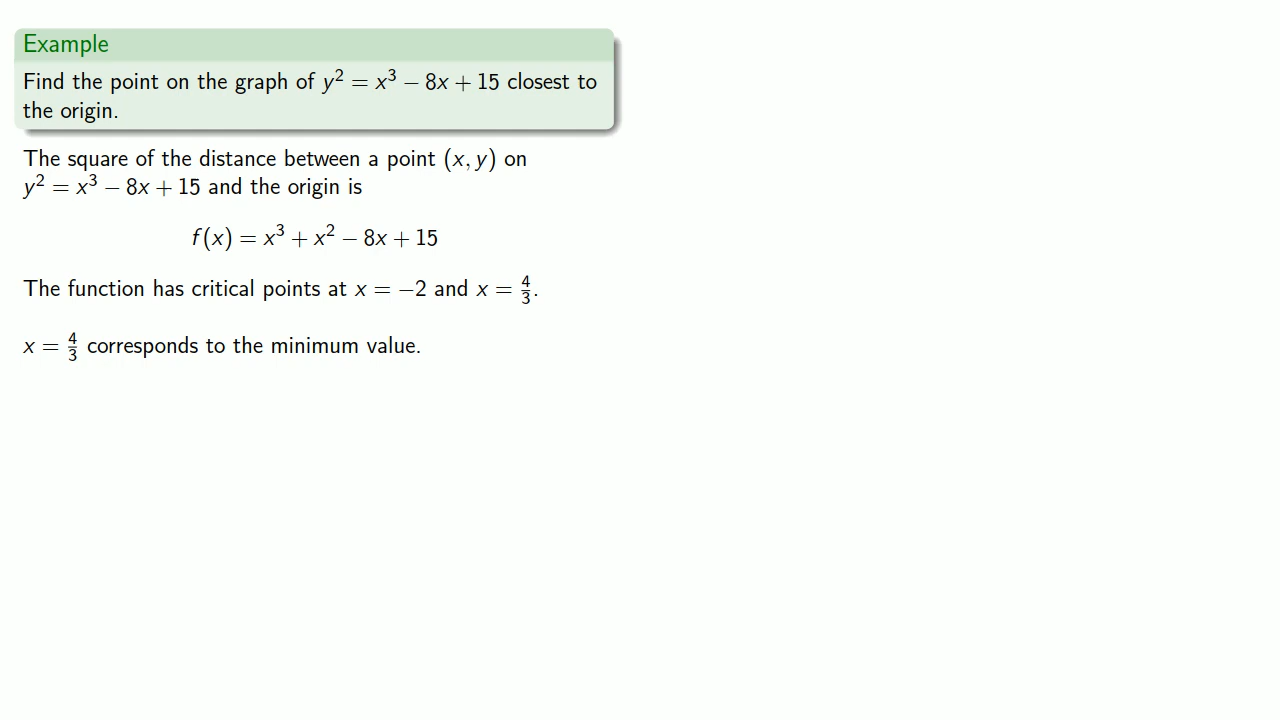 Example
Find the point on the graph of y² = x³ − 8x + 15 closest to
the origin.
The square of the distance between a point (x, y) on
y² = x³ − 8x + 15 and the origin is
f(x) = x³ + x² − 8x + 15
The function has critical points at x = −2 and x = 4/3.
x = 4/3 corresponds to the minimum value.